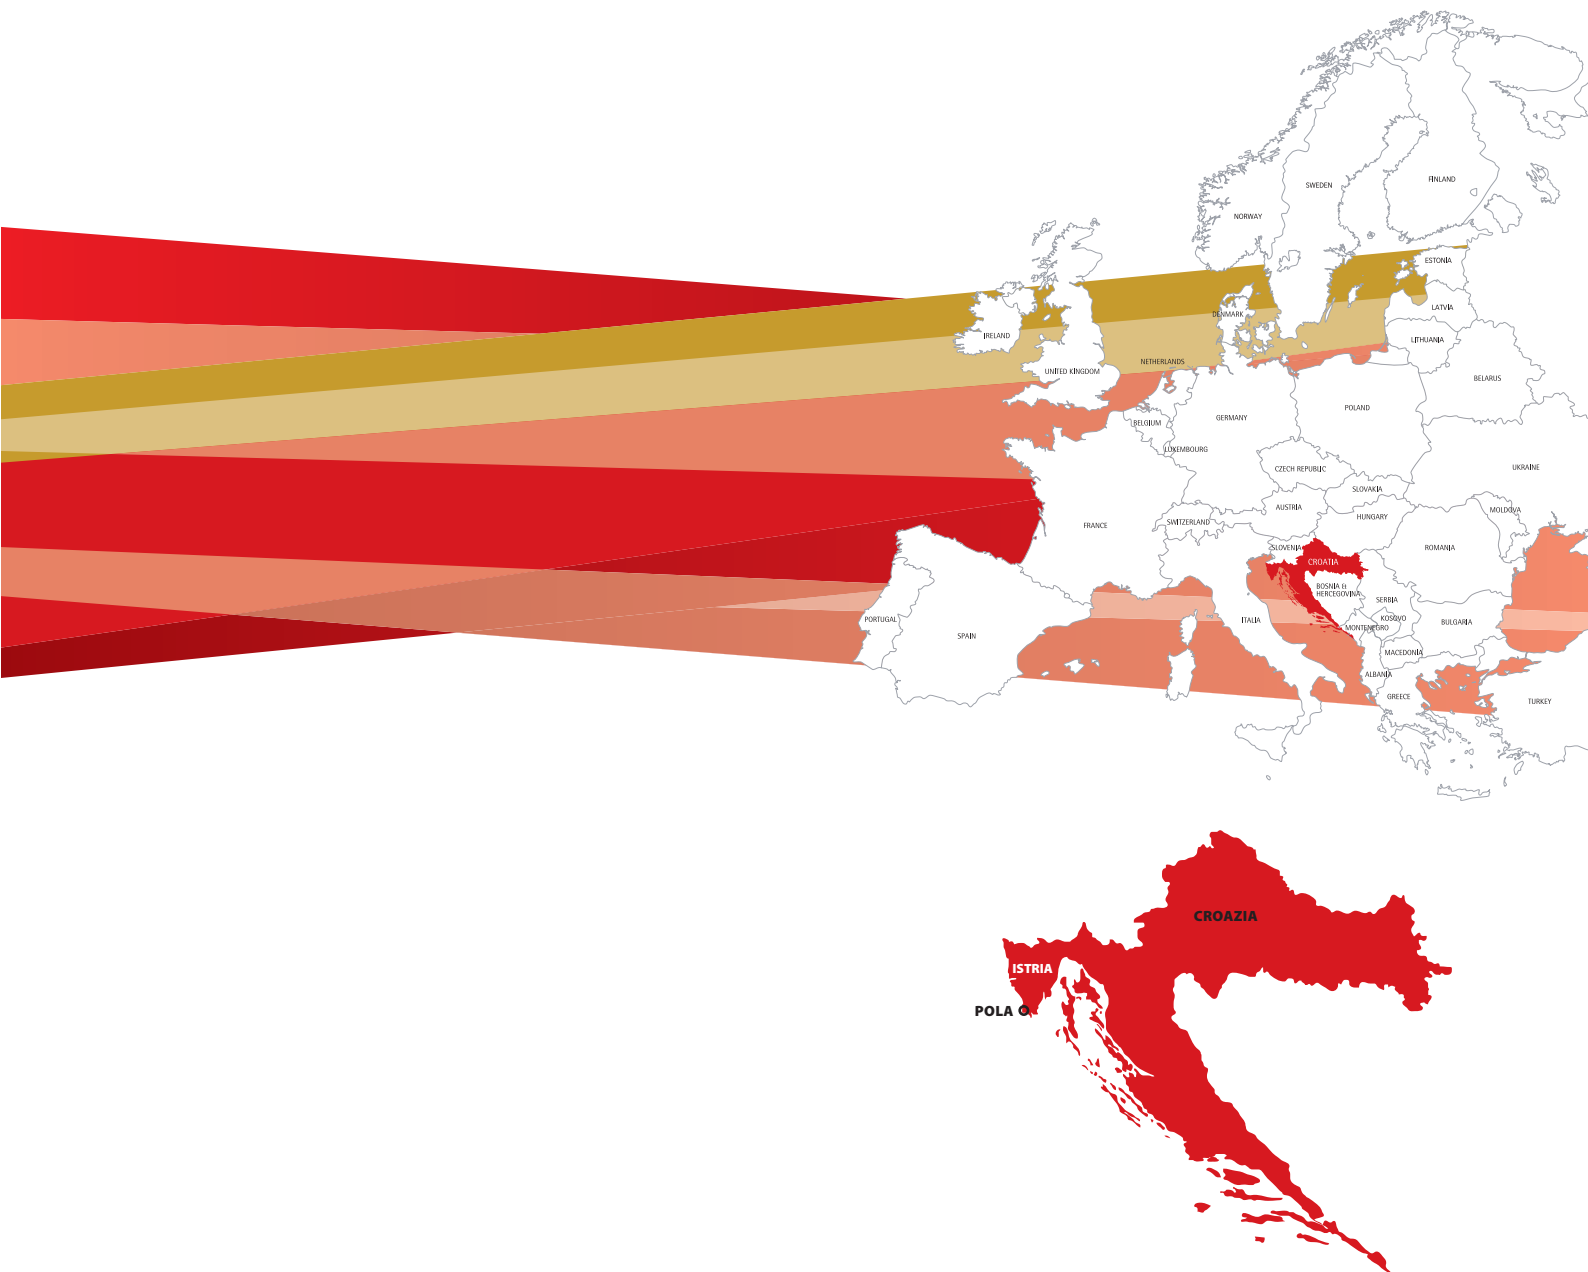 FINLAND
SWEDEN
NORWAY
ESTONIA
LATVIA
DENMARK
IRELAND
LITHUANIA
NETHERLANDS
UNITED KINGDOM
BELARUS
POLAND
GERMANY
BELGIUM
LUXEMBOURG
CZECH REPUBLIC
UKRAINE
SLOVAKIA
AUSTRIA
MOLDOVA
HUNGARY
SWITZERLAND
FRANCE
SLOVENIA
ROMANIA
CROATIA
BOSNIA &
HERCEGOVINA
SERBIA
KOSOVO
PORTUGAL
ITALIA
BULGARIA
MONTENEGRO
SPAIN
MACEDONIA
ALBANIA
GREECE
TURKEY
CROAZIA
ISTRIA
POLA